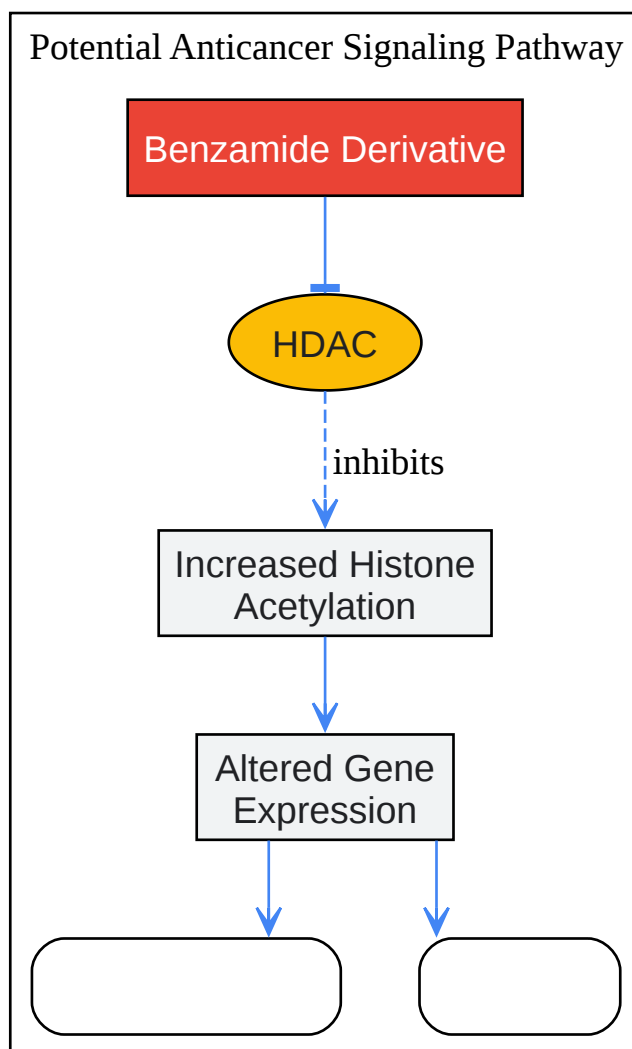 Potential Anticancer Signaling Pathway
Benzamide Derivative
HDAC
inhibits
Increased Histone
Acetylation
Altered Gene
Expression